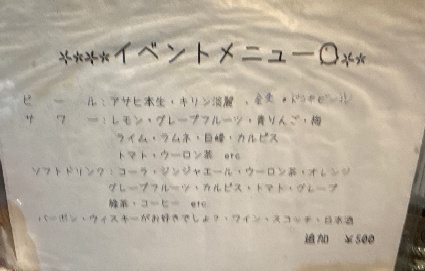 ****イベントメニュー○**
ビール:アサヒ本生・キリン淡麗
サワー:レモン・グレープフルーツ・青りんご・梅
ライム・ラムネ・巨峰・カルピス
トマト・ウーロン茶 etc
ソフトドリンク:コーラ・ジンジャエール・ウーロン茶・オレンジ
グレープフルーツ・カルピス・トマト・グレープ
緑茶・コーヒー etc
バーボン・ウィスキーがお好きでしょ?・ワイン・スコッチ・日本酒
追加 ¥500